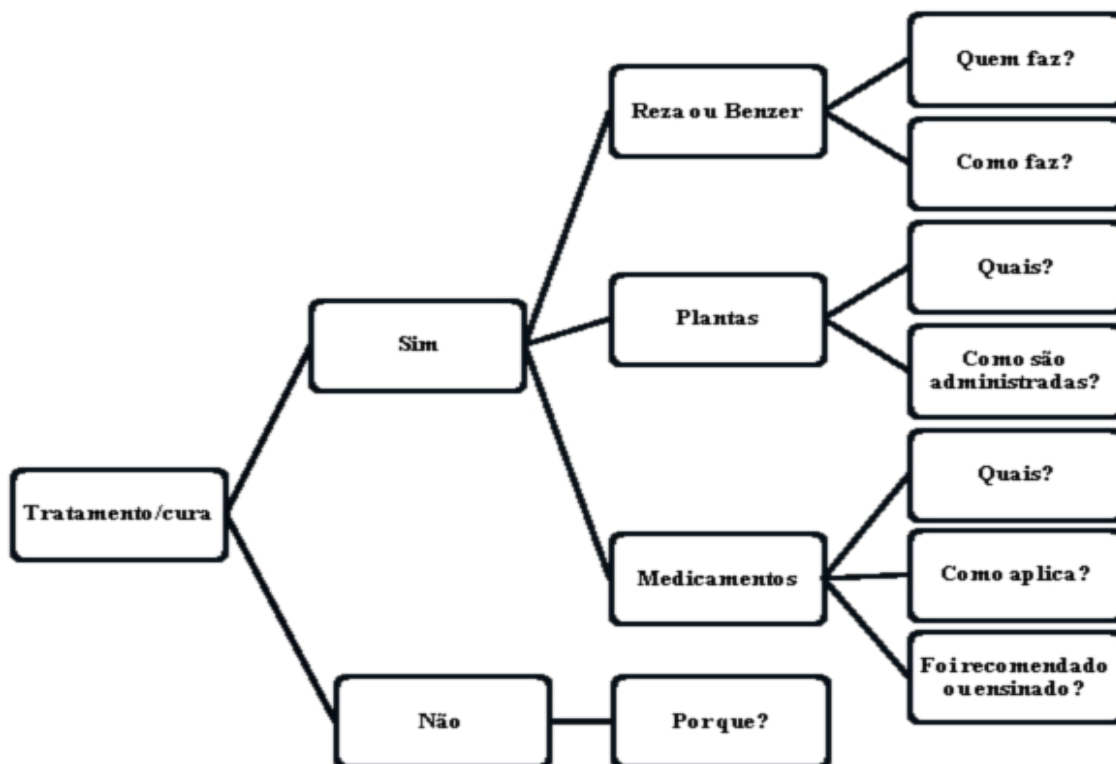 Quem faz?
Reza ou Benzer
Como faz?
Quais?
Plantas
Sim
Como são
administradas?
Quais?
Tratamento/cura
Medicamentos
Como aplica?
Foi recomendado
ou ensinado?
Não
Porque?